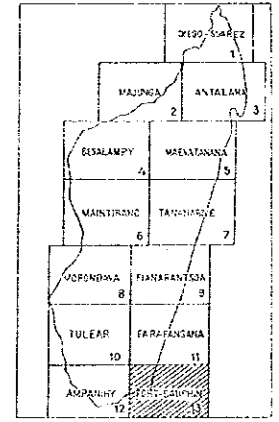 DIEGO-SUAREZ
1
MAJUNGA
2
ANTALAHA
3
BESALAMPY
4
MAEVATANANA
5
MAINTIRANO
6
TANANARIVE
7
MORONDAVA
8
FIANARANTSOA
9
TULEAR
10
FARAFANGANA
11
AMPANIHY
12
FORT-DAUPHIN
13